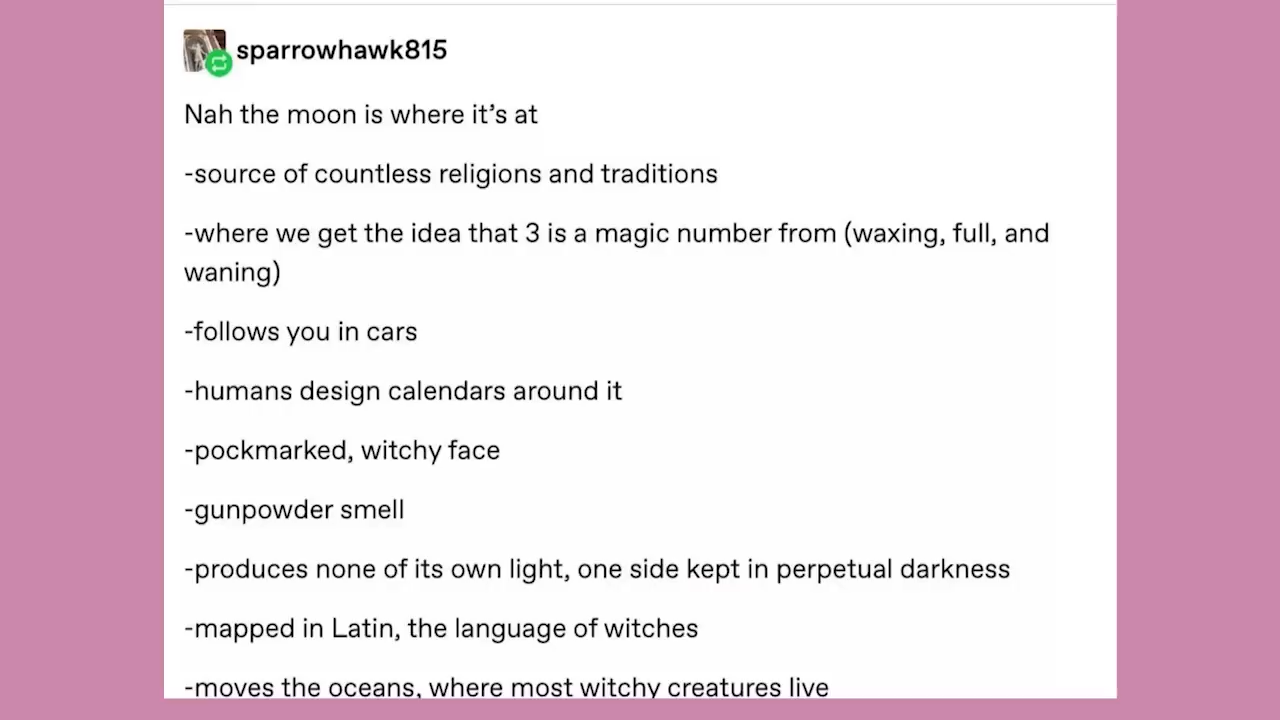 sparrowhawk815
Nah the moon is where it’s at
-source of countless religions and traditions
-where we get the idea that 3 is a magic number from (waxing, full, and
waning)
-follows you in cars
-humans design calendars around it
-pockmarked, witchy face
-gunpowder smell
-produces none of its own light, one side kept in perpetual darkness
-mapped in Latin, the language of witches
-moves the oceans, where most witchy creatures live